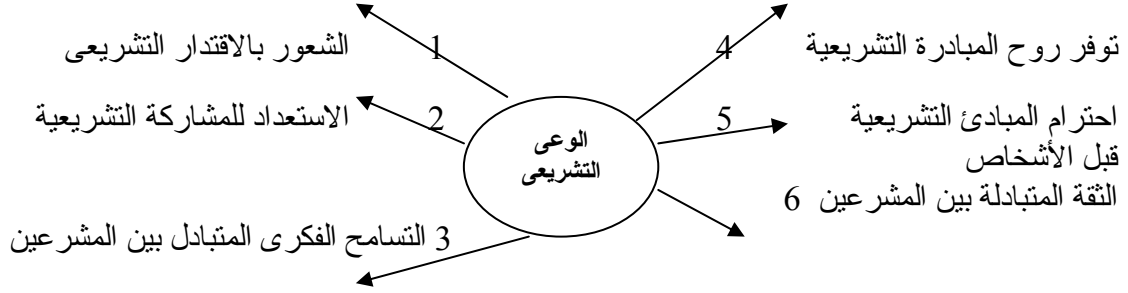 الشعور بالاقتدار التشريعى 1
الاستعداد للمشاركة التشريعية 2
3 التسامح الفكرى المتبادل بين المشرعين
الوعى
التشريعى
توفر روح المبادرة التشريعية 4
احترام المبادئ التشريعية 5
قبل الأشخاص
الثقة المتبادلة بين المشرعين 6